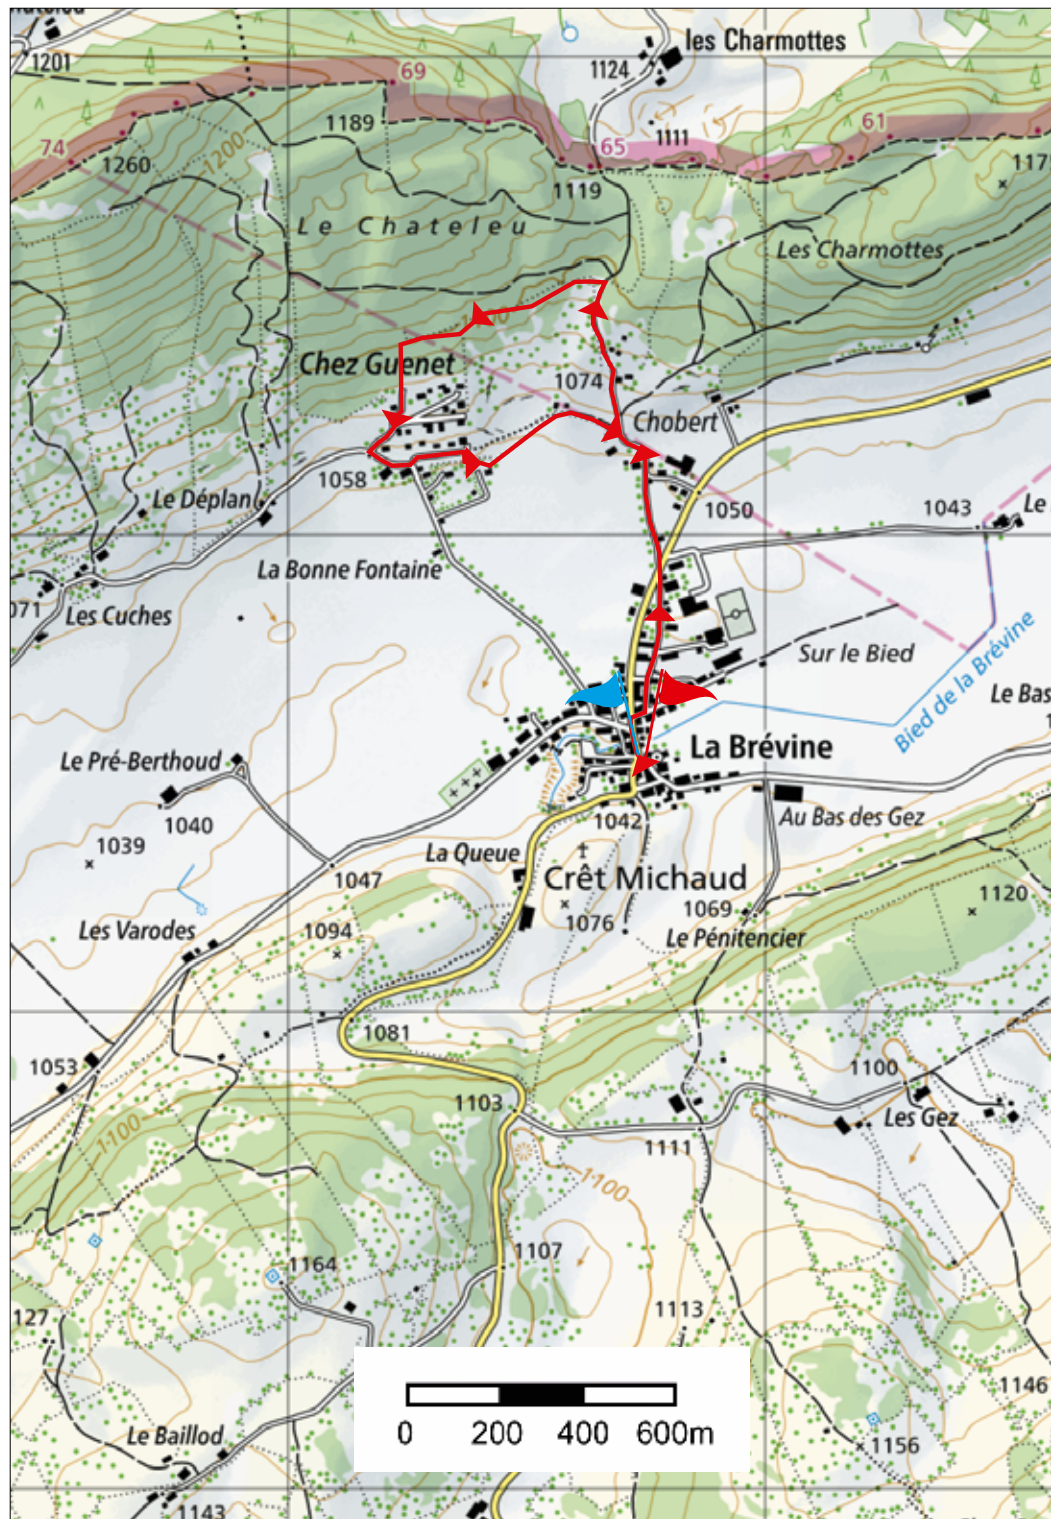 1201
69
les Charmottes
1124
1189
1111
61
74
1260
1200
65
1119
Le Chateleu
Les Charmottes
Chez Guenet
1074
Chobert
1058
Le Déplan
1050
1043
Le
La Bonne Fontaine
071
Les Cuches
Sur le Bied
Bied de la Brévine
Le Bas
Le Pré-Berthoud
La Brévine
1040
1042
Au Bas des Gez
1039
La Queue
1047
Crêt Michaud
1120
1076
1069
Les Varodes
1094
Le Pénitencier
1081
1053
1100
1103
Les Gez
1100
1111
1100
1107
1164
1113
127
1146
0 200 400 600m
Le Baillod
1156
1143